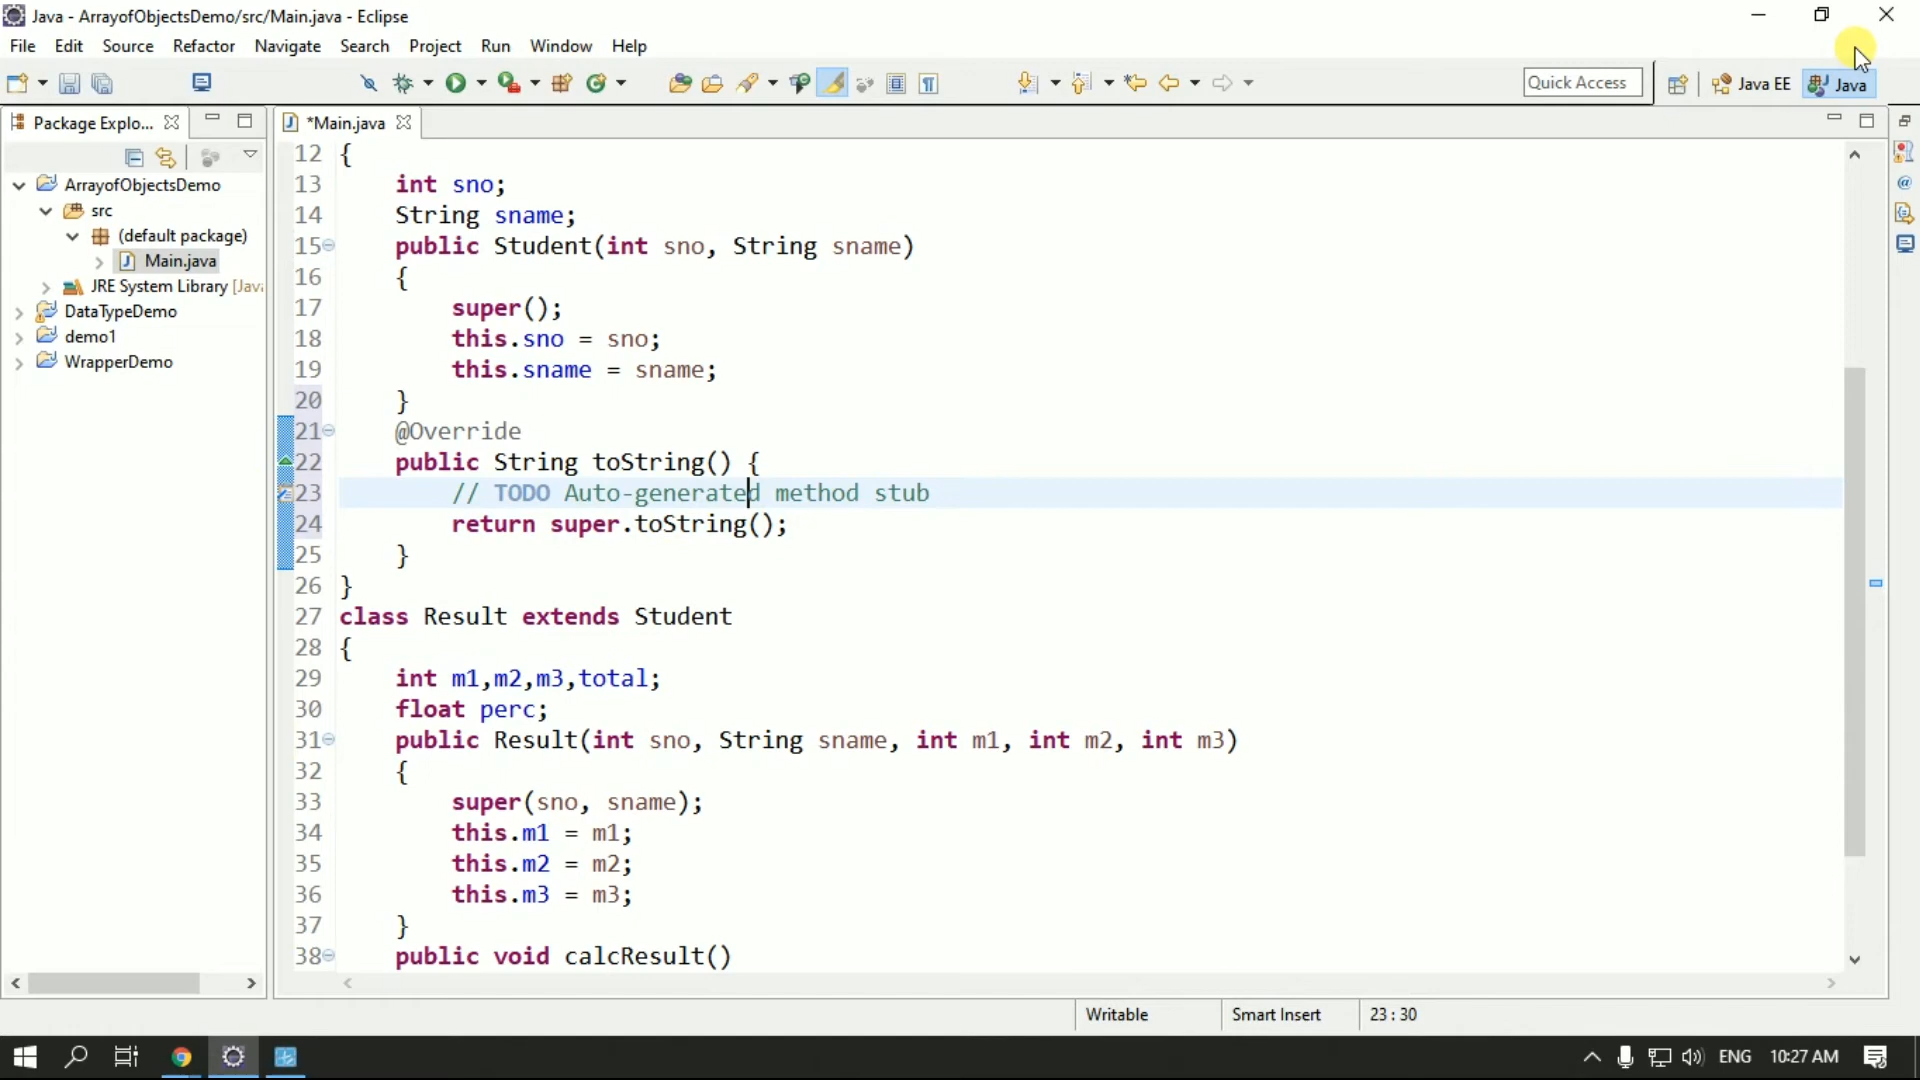 Java - ArrayofObjectsDemo/src/Main.java - Eclipse
File Edit Source Refactor Navigate Search Project Run Window Help
Quick Access
Java EE
Java
Package Explo...
*Main.java
ArrayofObjectsDemo
src
(default package)
Main.java
JRE System Library
DataTypeDemo
demo1
WrapperDemo
12 {
13 int sno;
14 String sname;
15 public Student(int sno, String sname)
16 {
17 super();
18 this.sno = sno;
19 this.sname = sname;
20 }
21 @Override
22 public String toString() {
23 // TODO Auto-generated method stub
24 return super.toString();
25 }
26 }
27 class Result extends Student
28 {
29 int m1,m2,m3,total;
30 float perc;
31 public Result(int sno, String sname, int m1, int m2, int m3)
32 {
33 super(sno, sname);
34 this.m1 = m1;
35 this.m2 = m2;
36 this.m3 = m3;
37 }
38 public void calcResult()
Writable
Smart Insert
23 : 30
ENG
10:27 AM